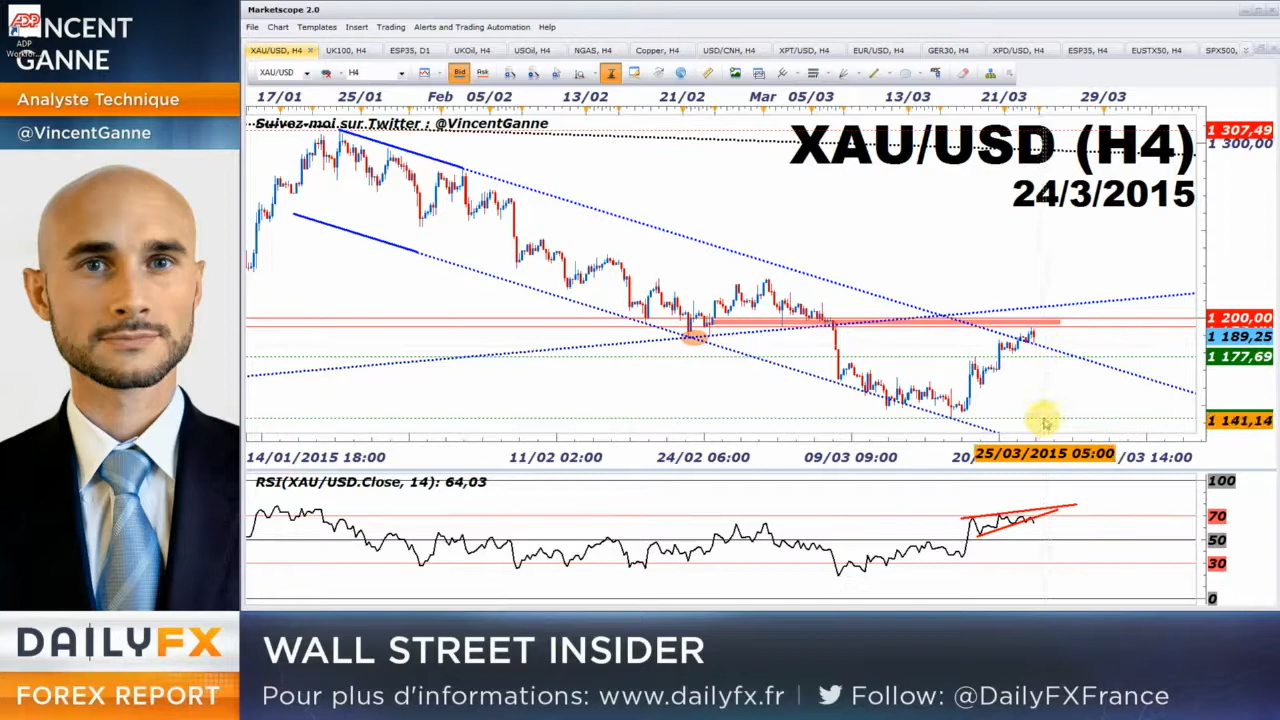 ADP
INCENT
GANNE
Analyste Technique
@VincentGanne
Marketscope 2.0
File Chart Templates Insert Trading Alerts and Trading Automation Help
XAU/USD, H4 UK100, H4 ESP35, D1 UKOil, H4 USOil, H4 NGAS, H4 Copper, H4 USD/CNH, H4 XPT/USD, H4 EUR/USD, H4 GER30, H4 XPD/USD, H4 ESP35, H4 EUSTX50, H4 SPX500,
XAU/USD H4 Bid Ask
17/01 25/01 Feb 05/02 13/02 21/02 Mar 05/03 13/03 21/03 29/03
Suivez-moi sur Twitter : @VincentGanne
XAU/USD (H4)
24/3/2015
1 307,49
1 300,00
1 200,00
1 189,25
1 177,69
1 141,14
14/01/2015 18:00 11/02 02:00 24/02 06:00 09/03 09:00 20/ 25/03/2015 05:00 /03 14:00
RSI(XAU/USD.Close, 14): 64,03
100
70
50
30
0
DAILYFX
FOREX REPORT
WALL STREET INSIDER
Pour plus d'informations: www.dailyfx.fr | Follow: @DailyFXFrance